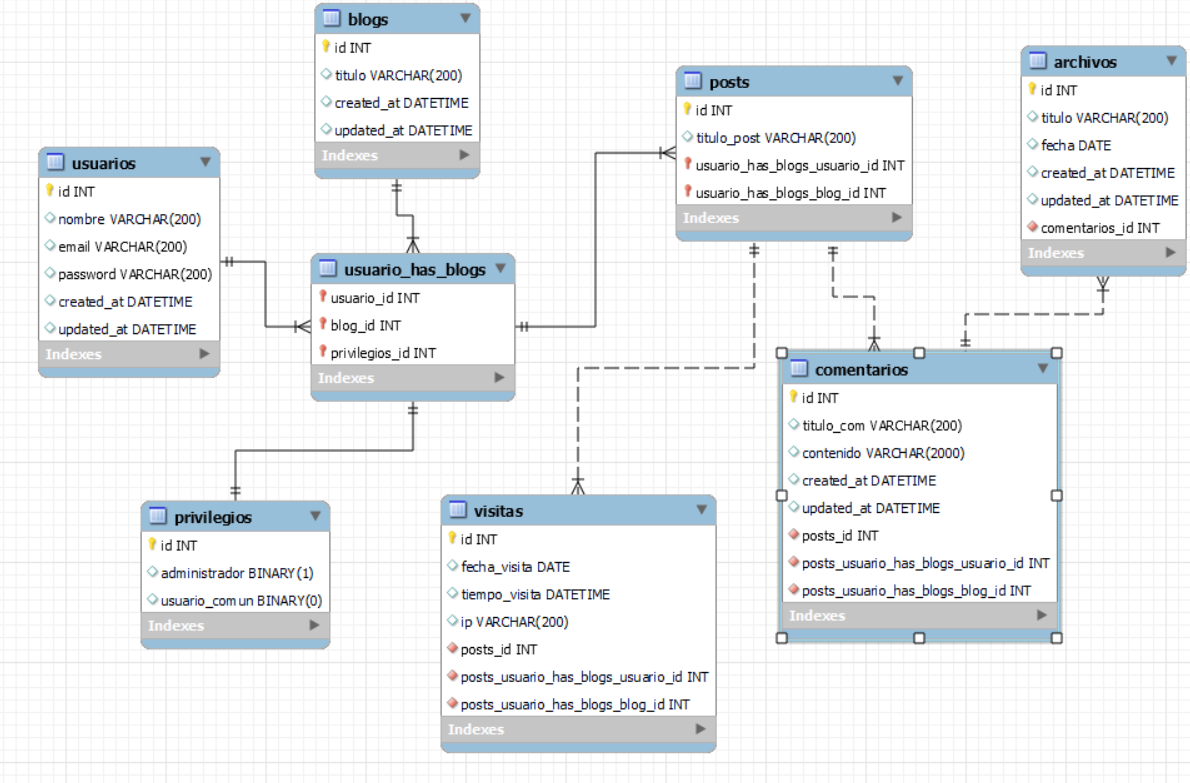 blogs
id INT
titulo VARCHAR(200)
created_at DATETIME
updated_at DATETIME
Indexes
usuarios
id INT
nombre VARCHAR(200)
email VARCHAR(200)
password VARCHAR(200)
created_at DATETIME
updated_at DATETIME
Indexes
usuario_has_blogs
usuario_id INT
blog_id INT
privilegios_id INT
Indexes
posts
id INT
titulo_post VARCHAR(200)
usuario_has_blogs_usuario_id INT
usuario_has_blogs_blog_id INT
Indexes
archivos
id INT
titulo VARCHAR(200)
fecha DATE
created_at DATETIME
updated_at DATETIME
comentarios_id INT
Indexes
privilegios
id INT
administrador BINARY(1)
usuario_comun BINARY(0)
Indexes
visitas
id INT
fecha_visita DATE
tiempo_visita DATETIME
ip VARCHAR(200)
posts_id INT
posts_usuario_has_blogs_usuario_id INT
posts_usuario_has_blogs_blog_id INT
Indexes
comentarios
id INT
titulo_com VARCHAR(200)
contenido VARCHAR(2000)
created_at DATETIME
updated_at DATETIME
posts_id INT
posts_usuario_has_blogs_usuario_id INT
posts_usuario_has_blogs_blog_id INT
Indexes